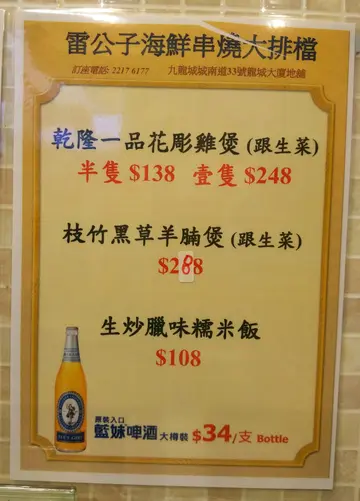 雷公子海鮮串燒大排檔
訂座電話: 2217 6177 九龍城城南道33號龍城大廈地舖
乾隆一品花彫雞煲 (跟生菜)
半隻 $138 壹隻 $248
枝竹黑草羊腩煲 (跟生菜)
$208
生炒臘味糯米飯
$108
原裝入口
藍妹啤酒 大樽裝 $34/支 Bottle